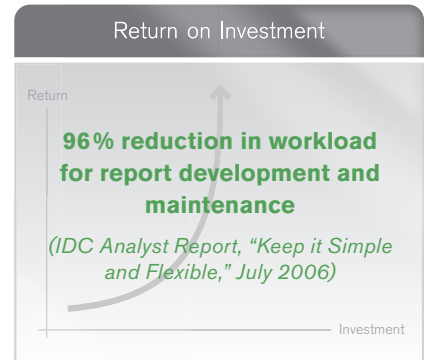 Return on Investment
Return
96% reduction in workload
for report development and
maintenance
(IDC Analyst Report, “Keep it Simple
and Flexible,” July 2006)
Investment